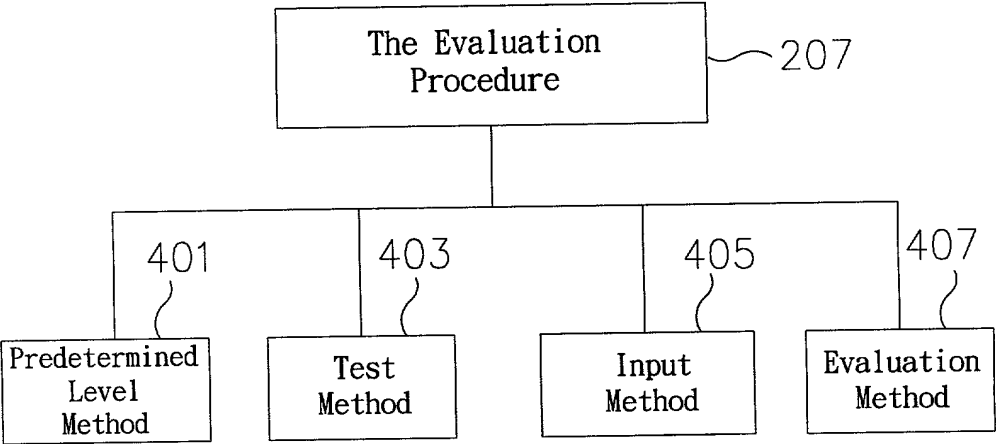 The Evaluation
Procedure
207
401
403
405
407
Predetermined
Level
Method
Test
Method
Input
Method
Evaluation
Method